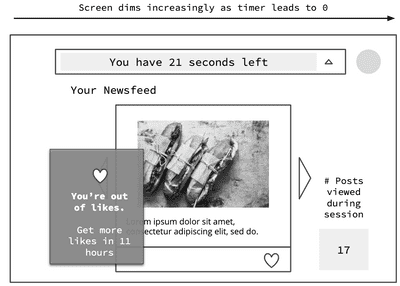 Screen dims increasingly as timer leads to 0
You have 21 seconds left
Your Newsfeed
You're out
of likes.
Get more
likes in 11
hours
ipsum dolor sit amet,
consectetur adipiscing elit, sed do.
# Posts
viewed
during
session
17